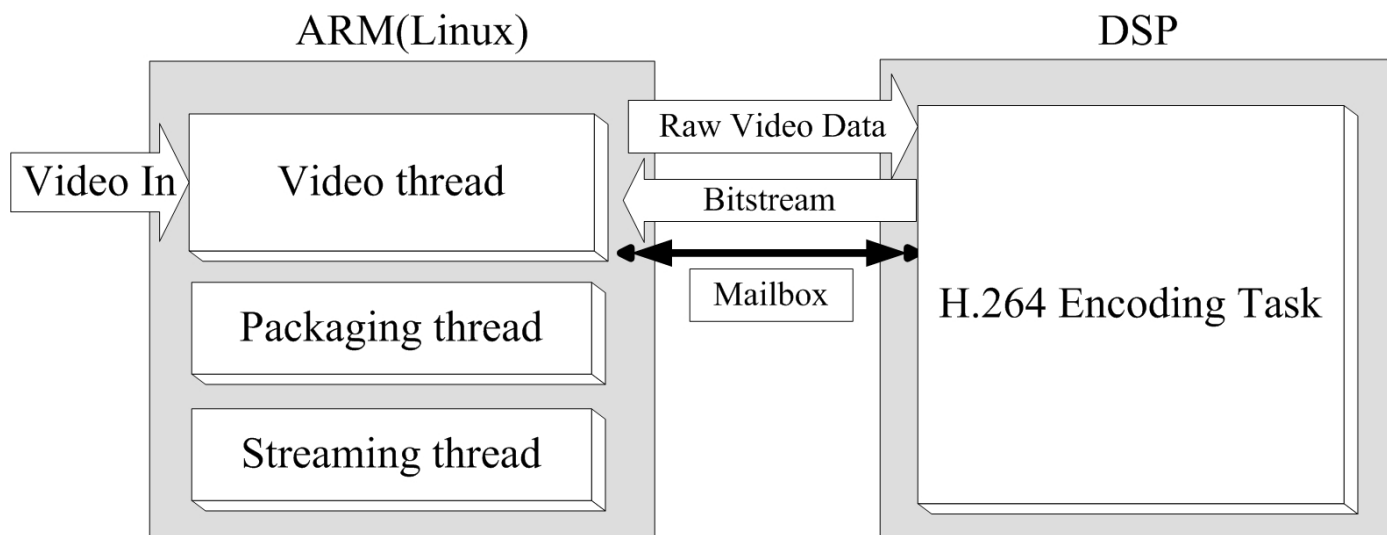 ARM(Linux)
DSP
Video In
Video thread
Raw Video Data
Bitstream
Mailbox
H.264 Encoding Task
Packaging thread
Streaming thread